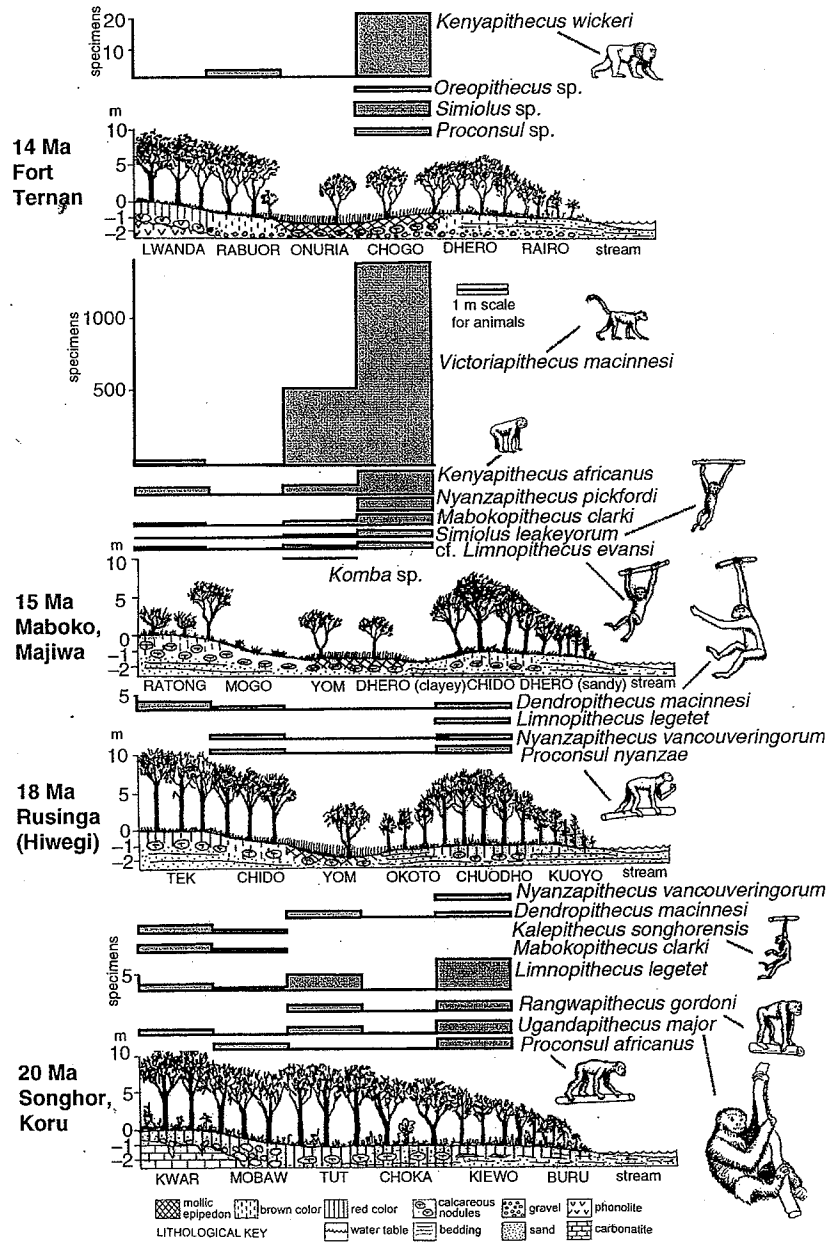 specimens
20
10
Kenyapithecus wickeri
Oreopithecus sp.
Simiolus sp.
Proconsul sp.
14 Ma
Fort
Ternan
m
10
5
0
−1
−2
LWANDA RABUOR ONURIA CHOGO DHERO RAIRO stream
specimens
1000
500
1 m scale
for animals
Victoriapithecus macinnesi
Kenyapithecus africanus
Nyanzapithecus pickfordi
Mabokopithecus clarki
Simiolus leakeyorum
cf. Limnopithecus evansi
Komba sp.
15 Ma
Maboko,
Majiwa
m
10
5
0
−1
−2
RATONG MOGO YOM DHERO (clayey) CHIDO DHERO (sandy) stream
5
Dendropithecus macinnesi
Limnopithecus legetet
Nyanzapithecus vancouveringorum
Proconsul nyanzae
18 Ma
Rusinga
(Hiwegi)
m
10
5
0
−1
−2
TEK CHIDO YOM OKOTO CHUODHO KUOYO stream
Nyanzapithecus vancouveringorum
Dendropithecus macinnesi
Kalepithecus songhorensis
Mabokopithecus clarki
specimens
5
Limnopithecus legetet
Rangwapithecus gordoni
Ugandapithecus major
Proconsul africanus
20 Ma
Songhor,
Koru
m
10
5
0
−1
−2
KWAR MOBAW TUT CHOKA KIEWO BURU stream
mollic epipedon brown color red color calcareous nodules gravel phonolite
LITHOLOGICAL KEY water table bedding sand carbonatite